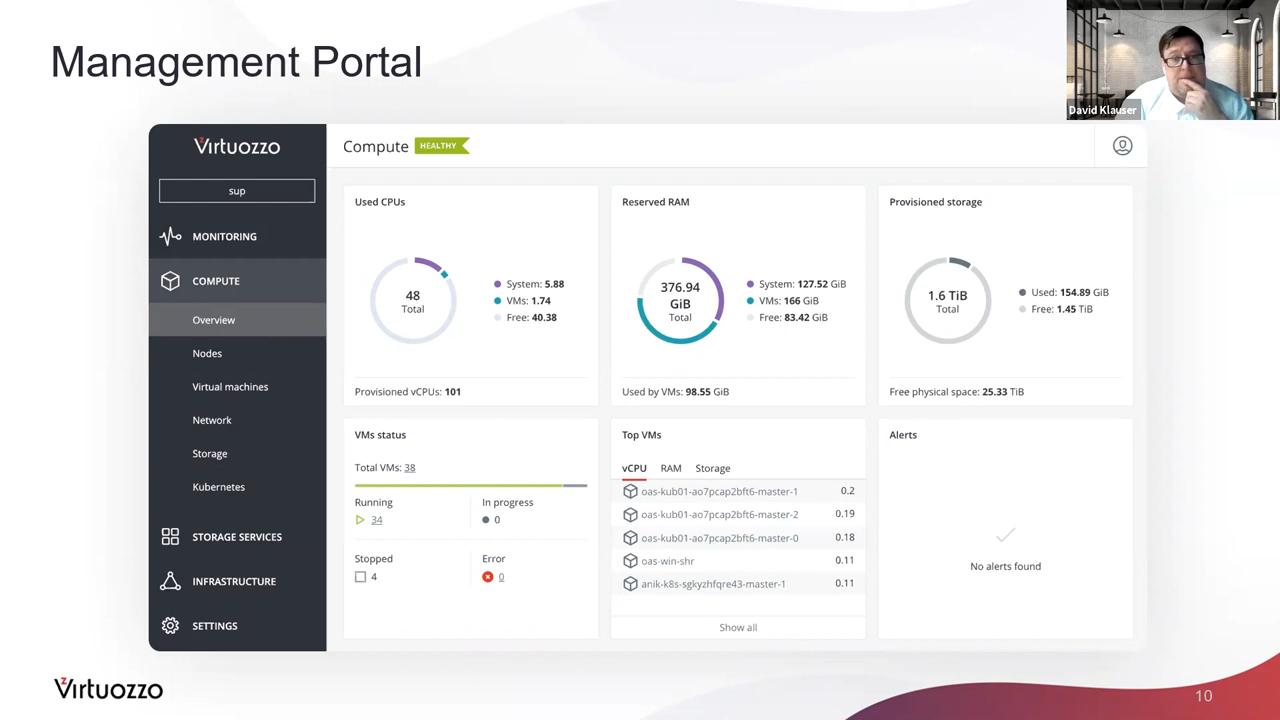 Management Portal
David Klauser
Virtuozzo
sup
MONITORING
COMPUTE
Overview
Nodes
Virtual machines
Network
Storage
Kubernetes
STORAGE SERVICES
INFRASTRUCTURE
SETTINGS
Compute HEALTHY
Used CPUs
48
Total
System: 5.88
VMs: 1.74
Free: 40.38
Provisioned vCPUs: 101
Reserved RAM
376.94
GiB
Total
System: 127.52 GiB
VMs: 166 GiB
Free: 83.42 GiB
Used by VMs: 98.55 GiB
Provisioned storage
1.6 TiB
Total
Used: 154.89 GiB
Free: 1.45 TiB
Free physical space: 25.33 TiB
VMs status
Total VMs: 38
Running
34
In progress
0
Stopped
4
Error
0
Top VMs
vCPU RAM Storage
oas-kub01-ao7pcap2bft6-master-1 0.2
oas-kub01-ao7pcap2bft6-master-2 0.19
oas-kub01-ao7pcap2bft6-master-0 0.18
oas-win-shr 0.11
anik-k8s-sgkyzhfqre43-master-1 0.11
Show all
Alerts
No alerts found
Virtuozzo
10